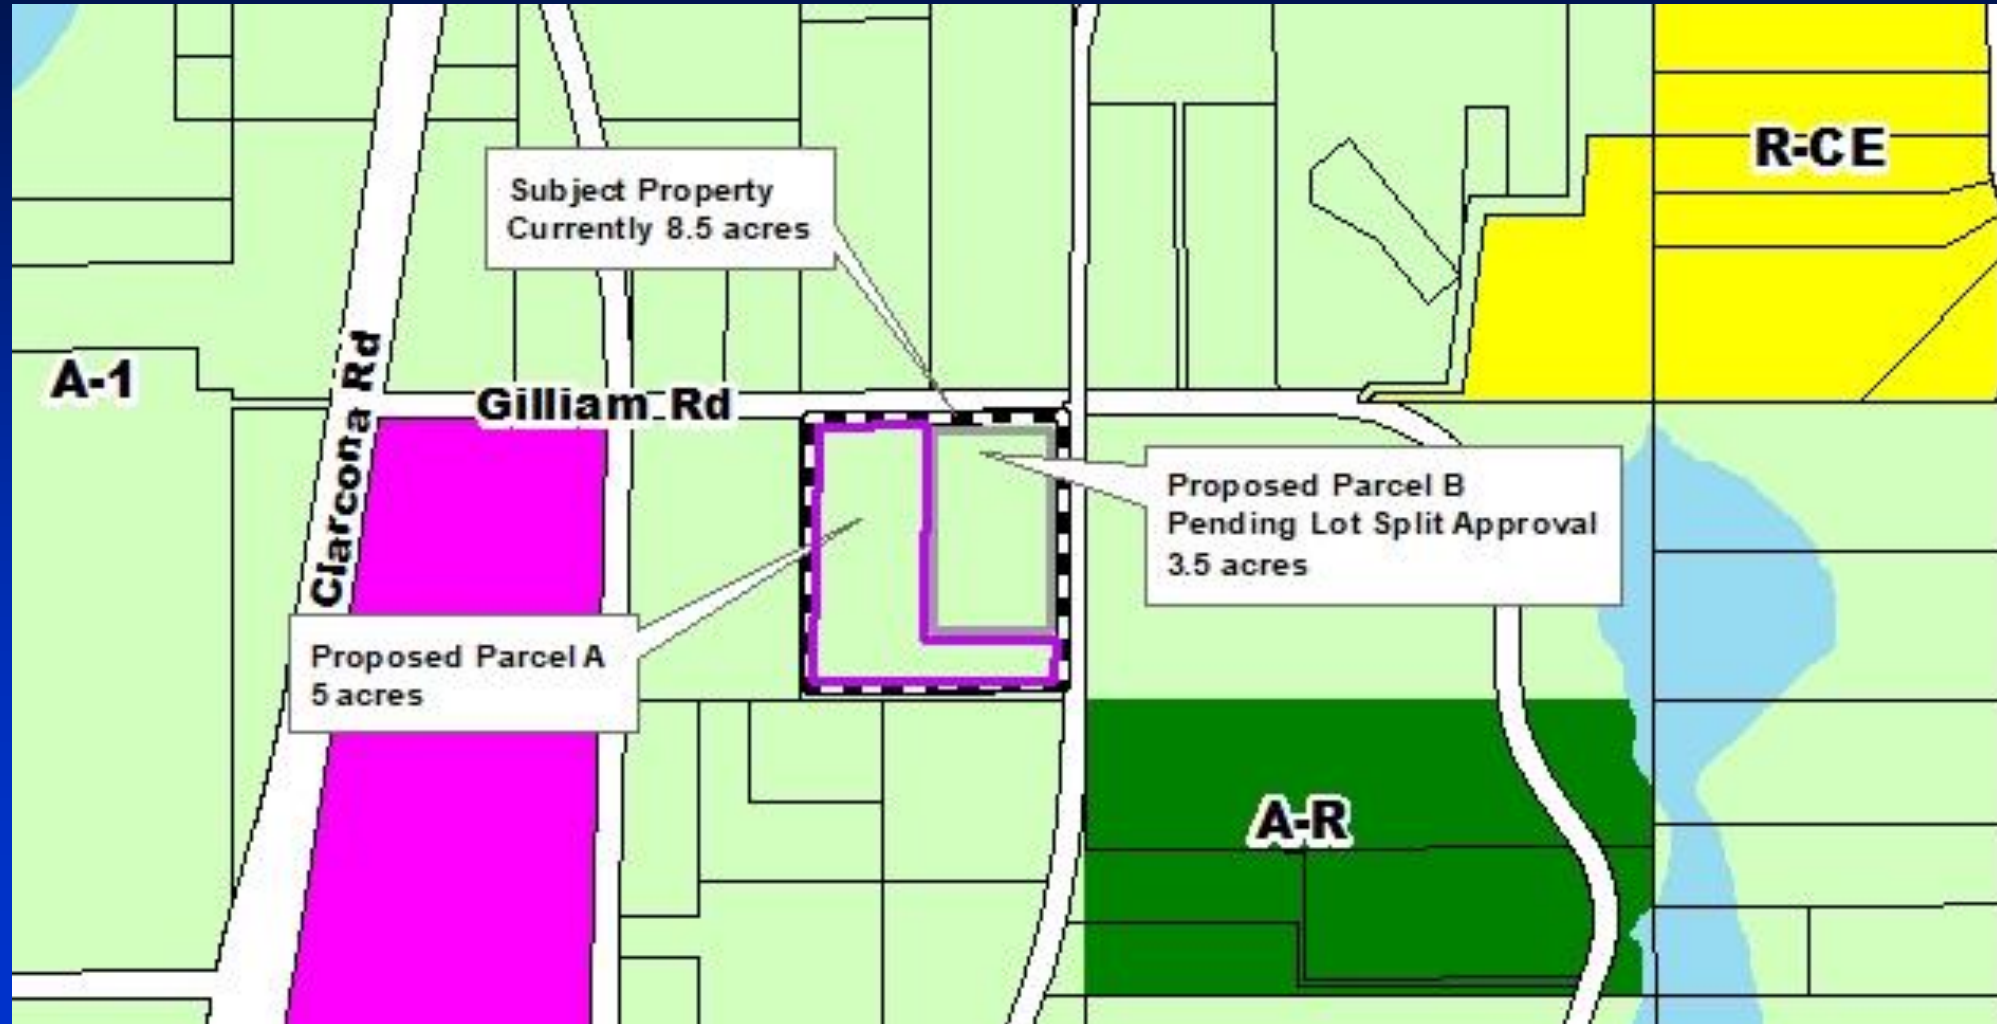 R-CE
Subject Property
Currently 8.5 acres
A-1
Gilliam Rd
Clarcona Rd
Proposed Parcel B
Pending Lot Split Approval
3.5 acres
Proposed Parcel A
5 acres
A-R